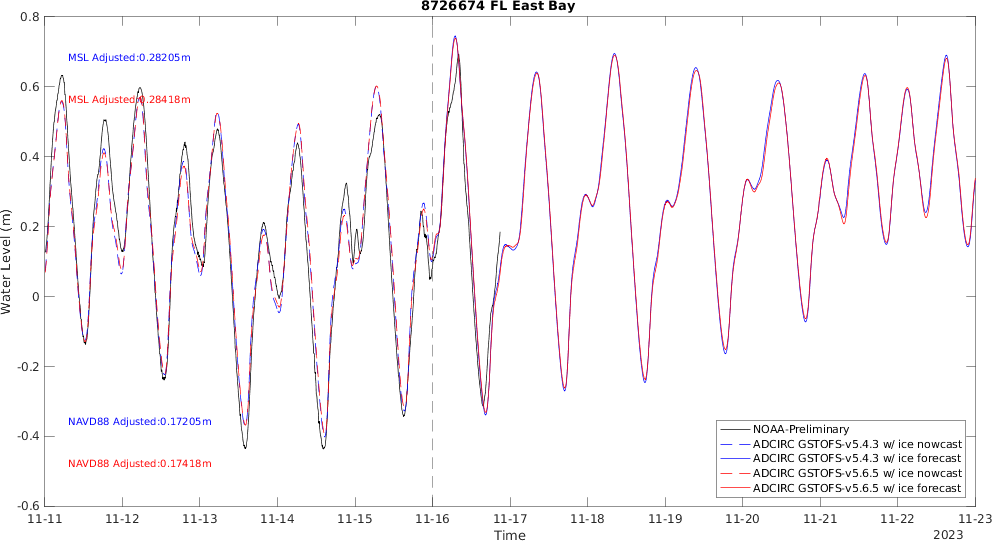 8726674 FL East Bay
0.8
0.6
0.4
0.2
0
-0.2
-0.4
-0.6
Water Level (m)
MSL Adjusted:0.28205m
MSL Adjusted:0.28418m
NAVD88 Adjusted:0.17205m
NAVD88 Adjusted:0.17418m
NOAA-Preliminary
ADCIRC GSTOFS-v5.4.3 w/ ice nowcast
ADCIRC GSTOFS-v5.4.3 w/ ice forecast
ADCIRC GSTOFS-v5.6.5 w/ ice nowcast
ADCIRC GSTOFS-v5.6.5 w/ ice forecast
11-11 11-12 11-13 11-14 11-15 11-16 11-17 11-18 11-19 11-20 11-21 11-22 11-23
Time
2023